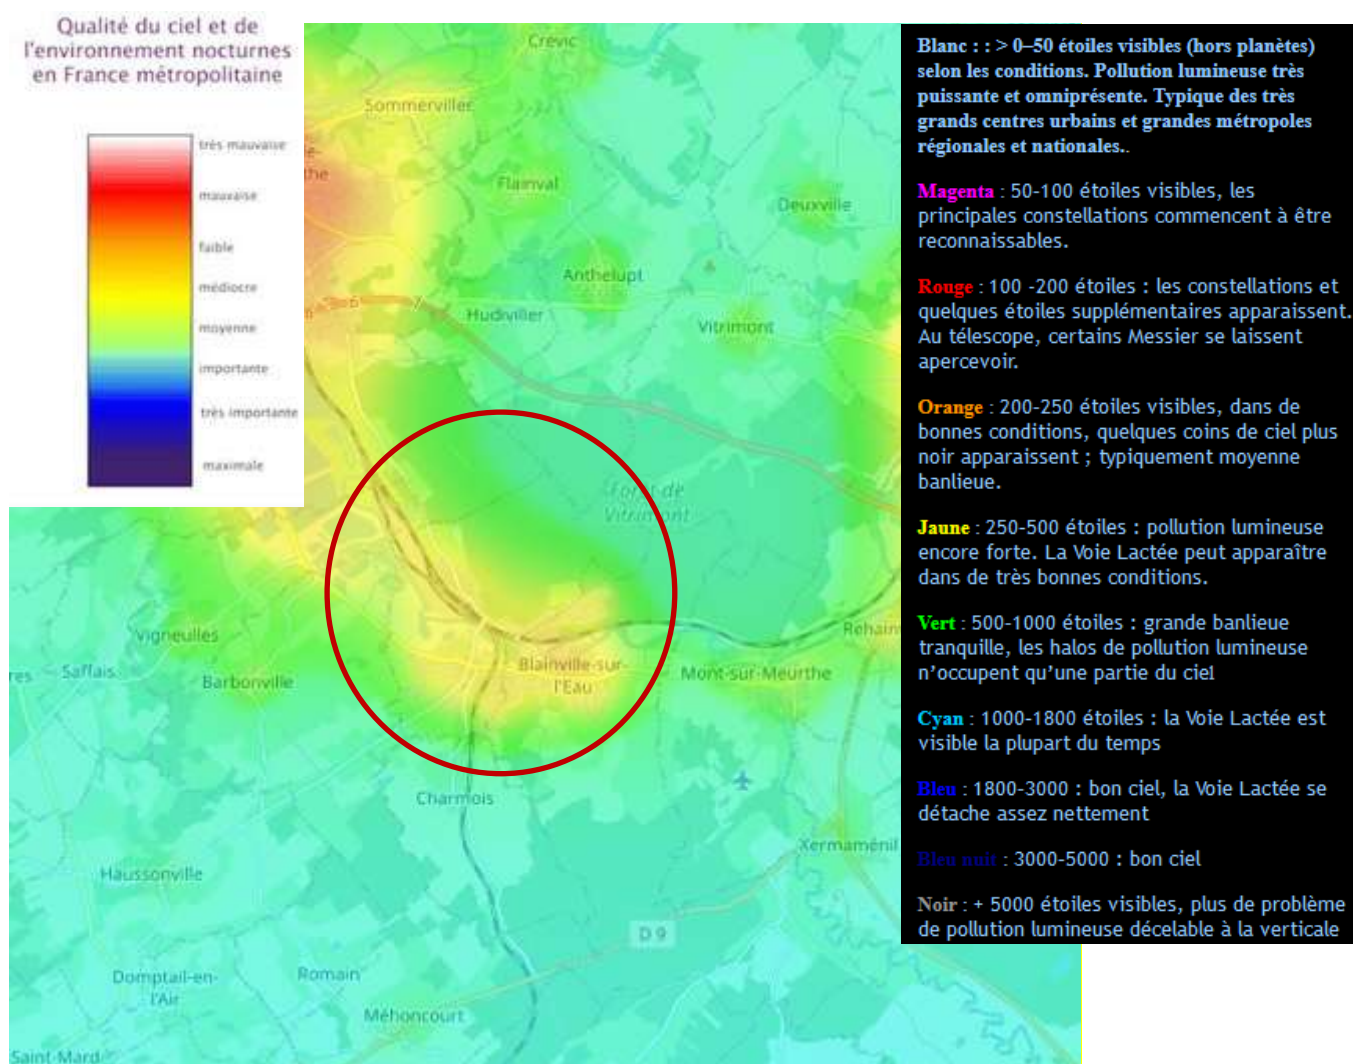 Qualité du ciel et de
l'environnement nocturnes
en France métropolitaine
très mauvaise
mauvaise
faible
médiocre
moyenne
importante
très importante
maximale
Crévic
Sommerviller
Flainval
Deuxville
Anthelupt
Hudiviller
Vitrimont
Forêt de
Vitrimont
Vigneulles
Saffais
Barbonville
Blainville-sur-
l'Eau
Mont-sur-Meurthe
Charmois
Xermaménil
Haussonville
D 9
Domptail-en-
l'Air
Romain
Méhoncourt
Saint-Mard
Blanc : : > 0–50 étoiles visibles (hors planètes)
selon les conditions. Pollution lumineuse très
puissante et omniprésente. Typique des très
grands centres urbains et grandes métropoles
régionales et nationales..
Magenta : 50-100 étoiles visibles, les
principales constellations commencent à être
reconnaissables.
Rouge : 100 -200 étoiles : les constellations et
quelques étoiles supplémentaires apparaissent.
Au télescope, certains Messier se laissent
apercevoir.
Orange : 200-250 étoiles visibles, dans de
bonnes conditions, quelques coins de ciel plus
noir apparaissent ; typiquement moyenne
banlieue.
Jaune : 250-500 étoiles : pollution lumineuse
encore forte. La Voie Lactée peut apparaître
dans de très bonnes conditions.
Vert : 500-1000 étoiles : grande banlieue
tranquille, les halos de pollution lumineuse
n'occupent qu'une partie du ciel
Cyan : 1000-1800 étoiles : la Voie Lactée est
visible la plupart du temps
Bleu : 1800-3000 : bon ciel, la Voie Lactée se
détache assez nettement
Bleu nuit : 3000-5000 : bon ciel
Noir : + 5000 étoiles visibles, plus de problème
de pollution lumineuse décelable à la verticale